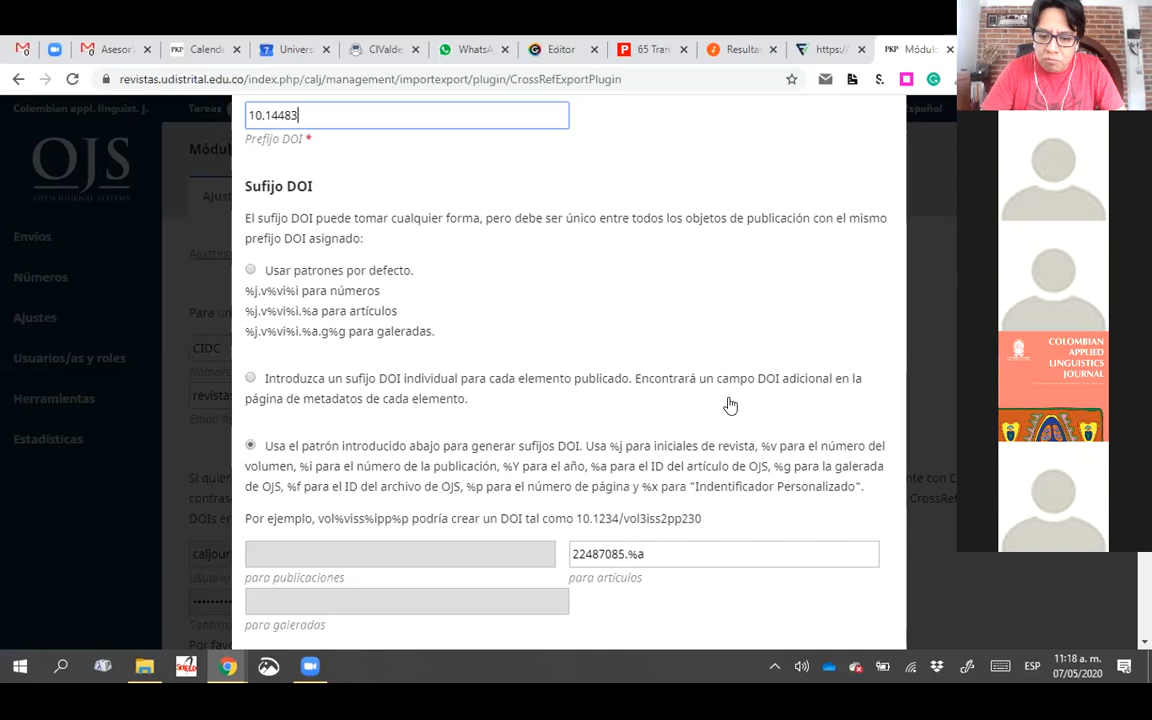 Asesor
Calenda
Univers
CIValde
WhatsA
Editor
65 Tran
Resultar
https:/
PKP Módulo
revistas.udistrital.edu.co/index.php/calj/management/importexport/plugin/CrossRefExportPlugin
Colombian appl. linguist. J.
Tareas
Español
OJS
OPEN JOURNAL SYSTEMS
Envíos
Números
Ajustes
Usuarios/as y roles
Herramientas
Estadísticas
10.14483
Prefijo DOI *
Sufijo DOI
El sufijo DOI puede tomar cualquier forma, pero debe ser único entre todos los objetos de publicación con el mismo
prefijo DOI asignado:
Usar patrones por defecto.
%j.v%vi%i para números
%j.v%vi%i.%a para artículos
%j.v%vi%i.%a.g%g para galeradas.
Introduzca un sufijo DOI individual para cada elemento publicado. Encontrará un campo DOI adicional en la
página de metadatos de cada elemento.
Usa el patrón introducido abajo para generar sufijos DOI. Usa %j para iniciales de revista, %v para el número del
volumen, %i para el número de la publicación, %Y para el año, %a para el ID del artículo de OJS, %g para la galerada
de OJS, %f para el ID del archivo de OJS, %p para el número de página y %x para "Indentificador Personalizado".
Por ejemplo, vol%viss%ipp%p podría crear un DOI tal como 10.1234/vol3iss2pp230
22487085.%a
para publicaciones
para artículos
para galeradas
CIDC
COLOMBIAN
APPLIED
LINGUISTICS
JOURNAL
ESP
11:18 a. m.
07/05/2020